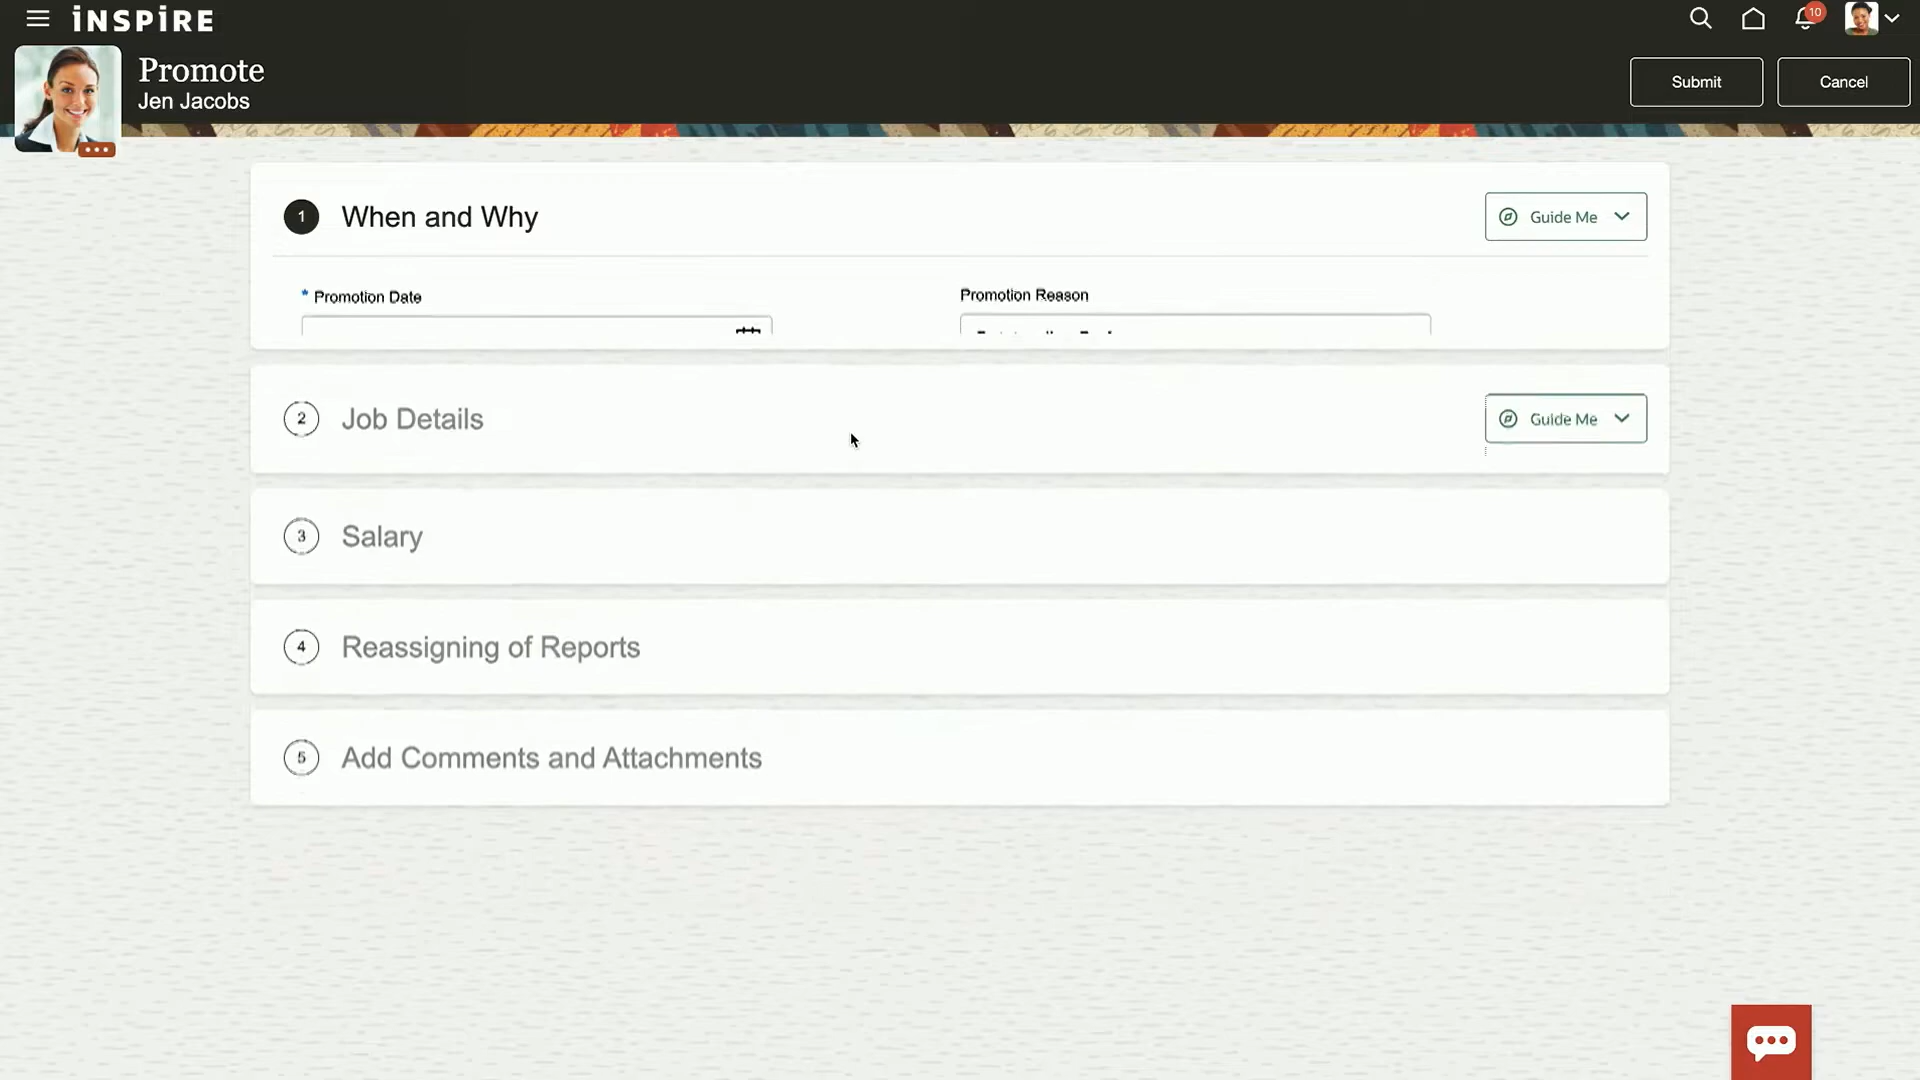 iNSPiRE
10
Promote
Jen Jacobs
Submit
Cancel
1
When and Why
Guide Me
* Promotion Date
Promotion Reason
2
Job Details
Guide Me
3
Salary
4
Reassigning of Reports
5
Add Comments and Attachments